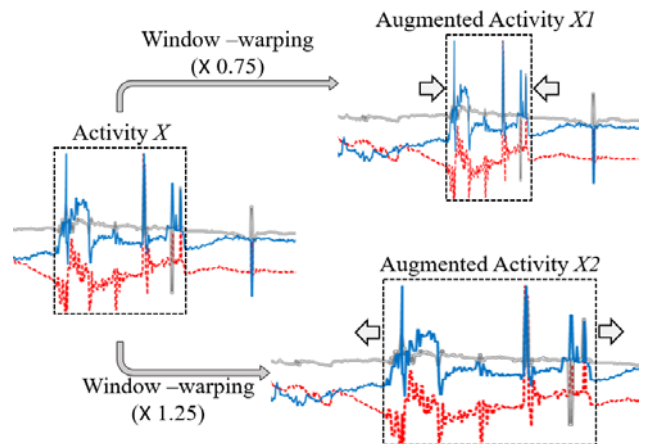 Augmented Activity X1
Window –warping
(X 0.75)
Activity X
Augmented Activity X2
Window –warping
(X 1.25)